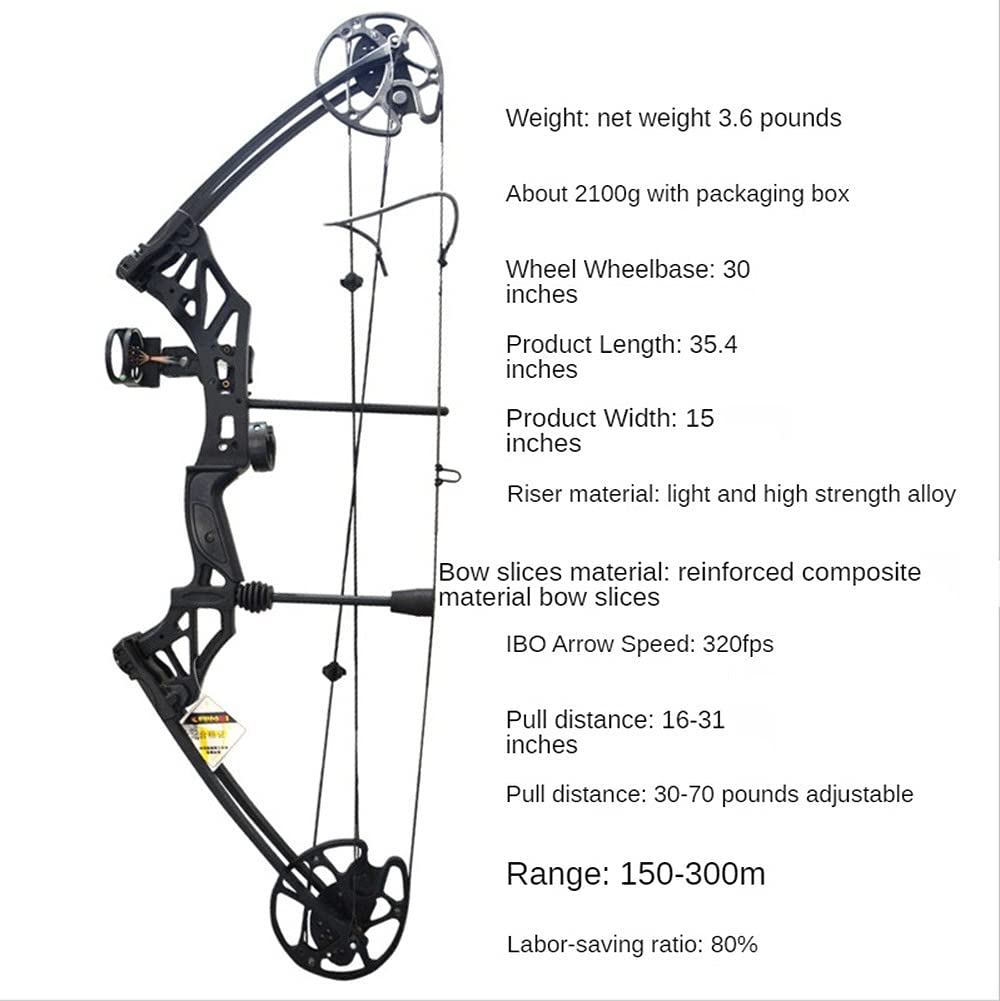 Weight: net weight 3.6 pounds
About 2100g with packaging box
Wheel Wheelbase: 30
inches
Product Length: 35.4
inches
Product Width: 15
inches
Riser material: light and high strength alloy
Bow slices material: reinforced composite
material bow slices
IBO Arrow Speed: 320fps
Pull distance: 16-31
inches
Pull distance: 30-70 pounds adjustable
Range: 150-300m
Labor-saving ratio: 80%